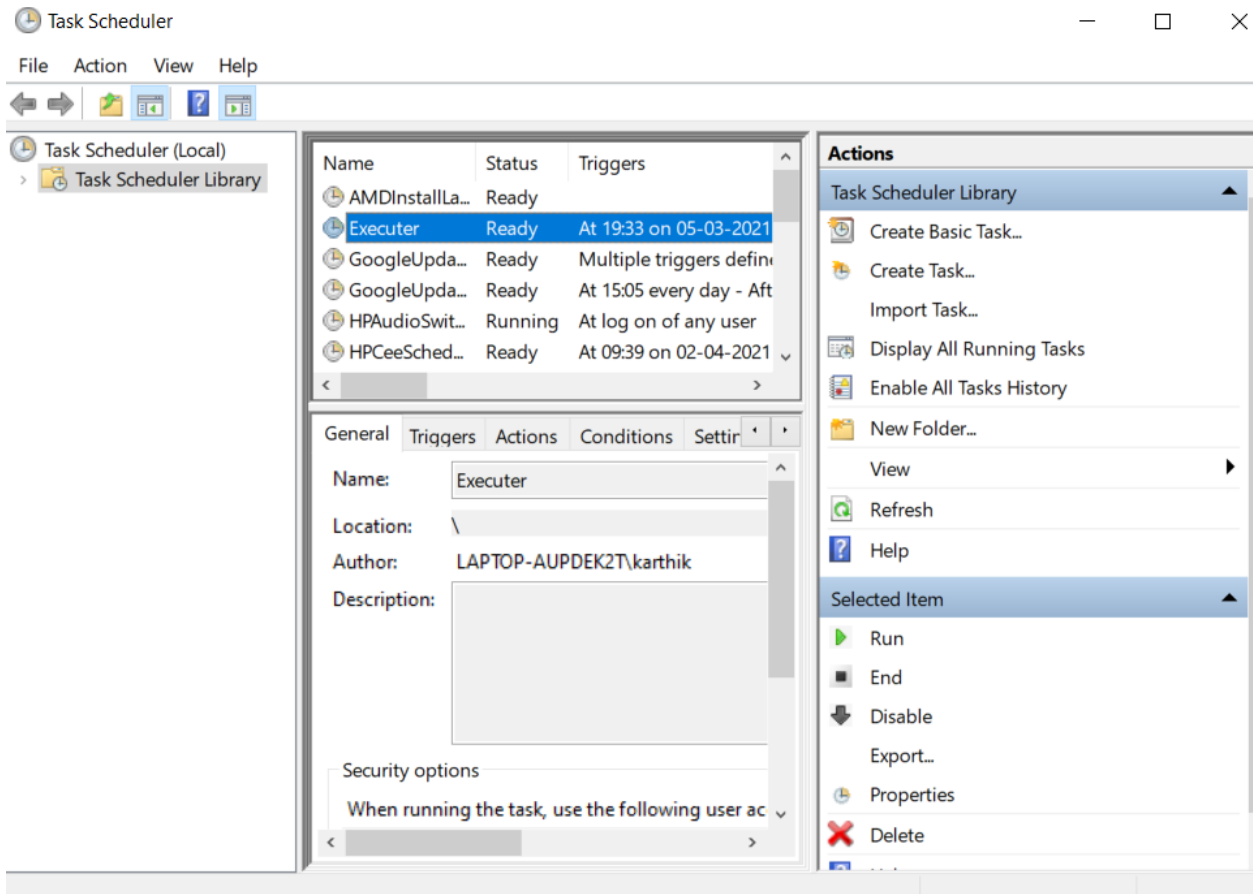 Task Scheduler
File Action View Help
Task Scheduler (Local)
Task Scheduler Library
Name Status Triggers
AMDInstallLa... Ready
Executer Ready At 19:33 on 05-03-2021
GoogleUpda... Ready Multiple triggers define
GoogleUpda... Ready At 15:05 every day - Aft
HPAudioSwit... Running At log on of any user
HPCeeSched... Ready At 09:39 on 02-04-2021
General Triggers Actions Conditions Settin
Name: Executer
Location: \
Author: LAPTOP-AUPDEK2T\karthik
Description:
Security options
When running the task, use the following user ac
Actions
Task Scheduler Library
Create Basic Task...
Create Task...
Import Task...
Display All Running Tasks
Enable All Tasks History
New Folder...
View
Refresh
Help
Selected Item
Run
End
Disable
Export...
Properties
Delete